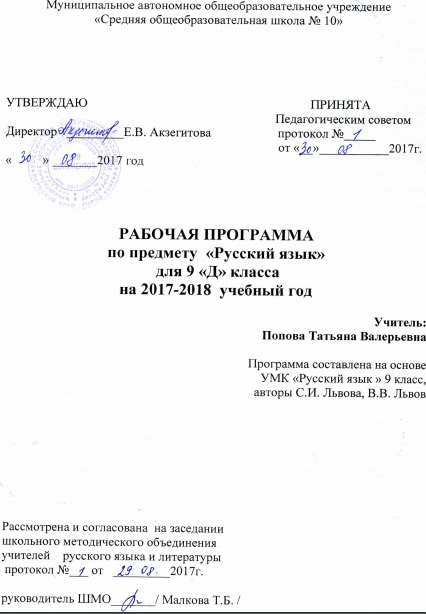 Муниципальное автономное общеобразовательное учреждение
«Средняя общеобразовательная школа № 10»
УТВЕРЖДАЮ
Директор Акзегитова Е.В. Акзегитова
« 30 » 08 2017 год
ПРИНЯТА
Педагогическим советом
протокол № 1
от «30» 08 2017г.
РАБОЧАЯ ПРОГРАММА
по предмету «Русский язык»
для 9 «Д» класса
на 2017-2018 учебный год
Учитель:
Попова Татьяна Валерьевна
Программа составлена на основе
УМК «Русский язык » 9 класс,
авторы С.И. Львова, В.В. Львов
Рассмотрена и согласована на заседании
школьного методического объединения
учителей русского языка и литературы
протокол № 1 от 29.08. 2017г.
руководитель ШМО / Малкова Т.Б. /